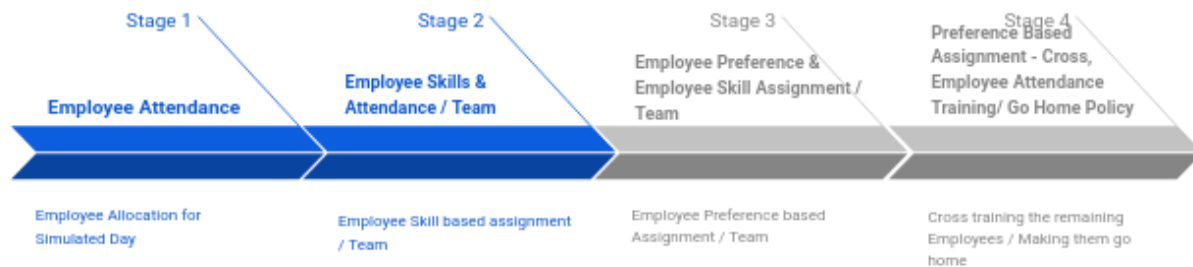 Stage 1
Employee Attendance
Employee Allocation for
Simulated Day
Stage 2
Employee Skills &
Attendance / Team
Employee Skill based assignment
/ Team
Stage 3
Employee Preference &
Employee Skill Assignment /
Team
Employee Preference based
Assignment / Team
Stage 4
Preference Based
Assignment - Cross,
Employee Attendance
Training/ Go Home Policy
Cross training the remaining
Employees / Making them go
home